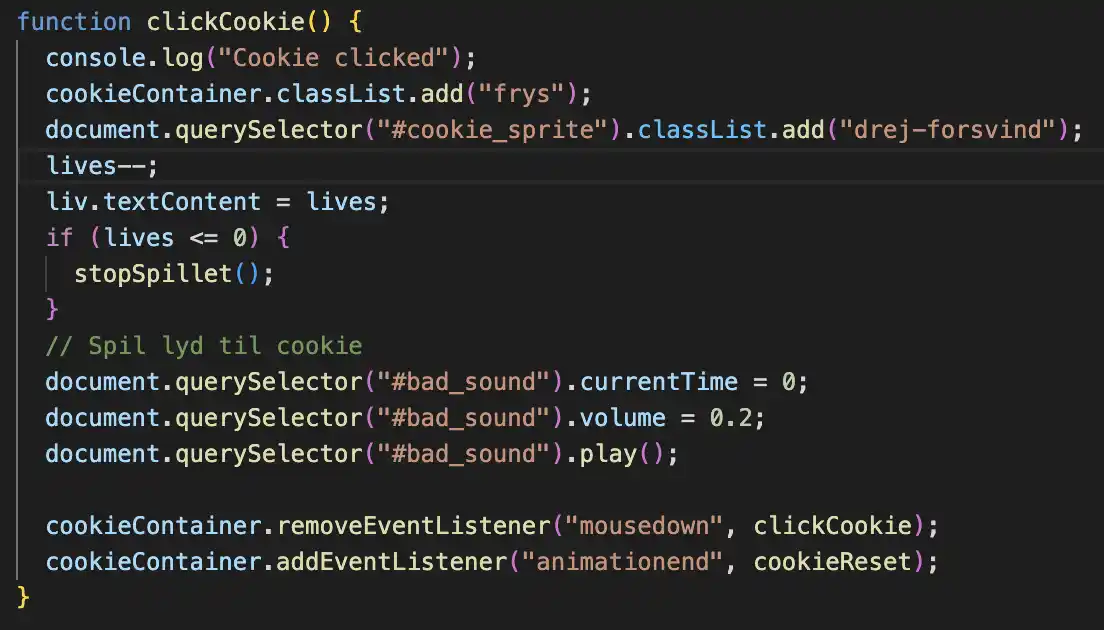 function clickCookie() {
  console.log("Cookie clicked");
  cookieContainer.classList.add("frys");
  document.querySelector("#cookie_sprite").classList.add("drej-forsvind");
  lives--;
  liv.textContent = lives;
  if (lives <= 0) {
    stopSpillet();
  }
  // Spil lyd til cookie
  document.querySelector("#bad_sound").currentTime = 0;
  document.querySelector("#bad_sound").volume = 0.2;
  document.querySelector("#bad_sound").play();

  cookieContainer.removeEventListener("mousedown", clickCookie);
  cookieContainer.addEventListener("animationend", cookieReset);
}